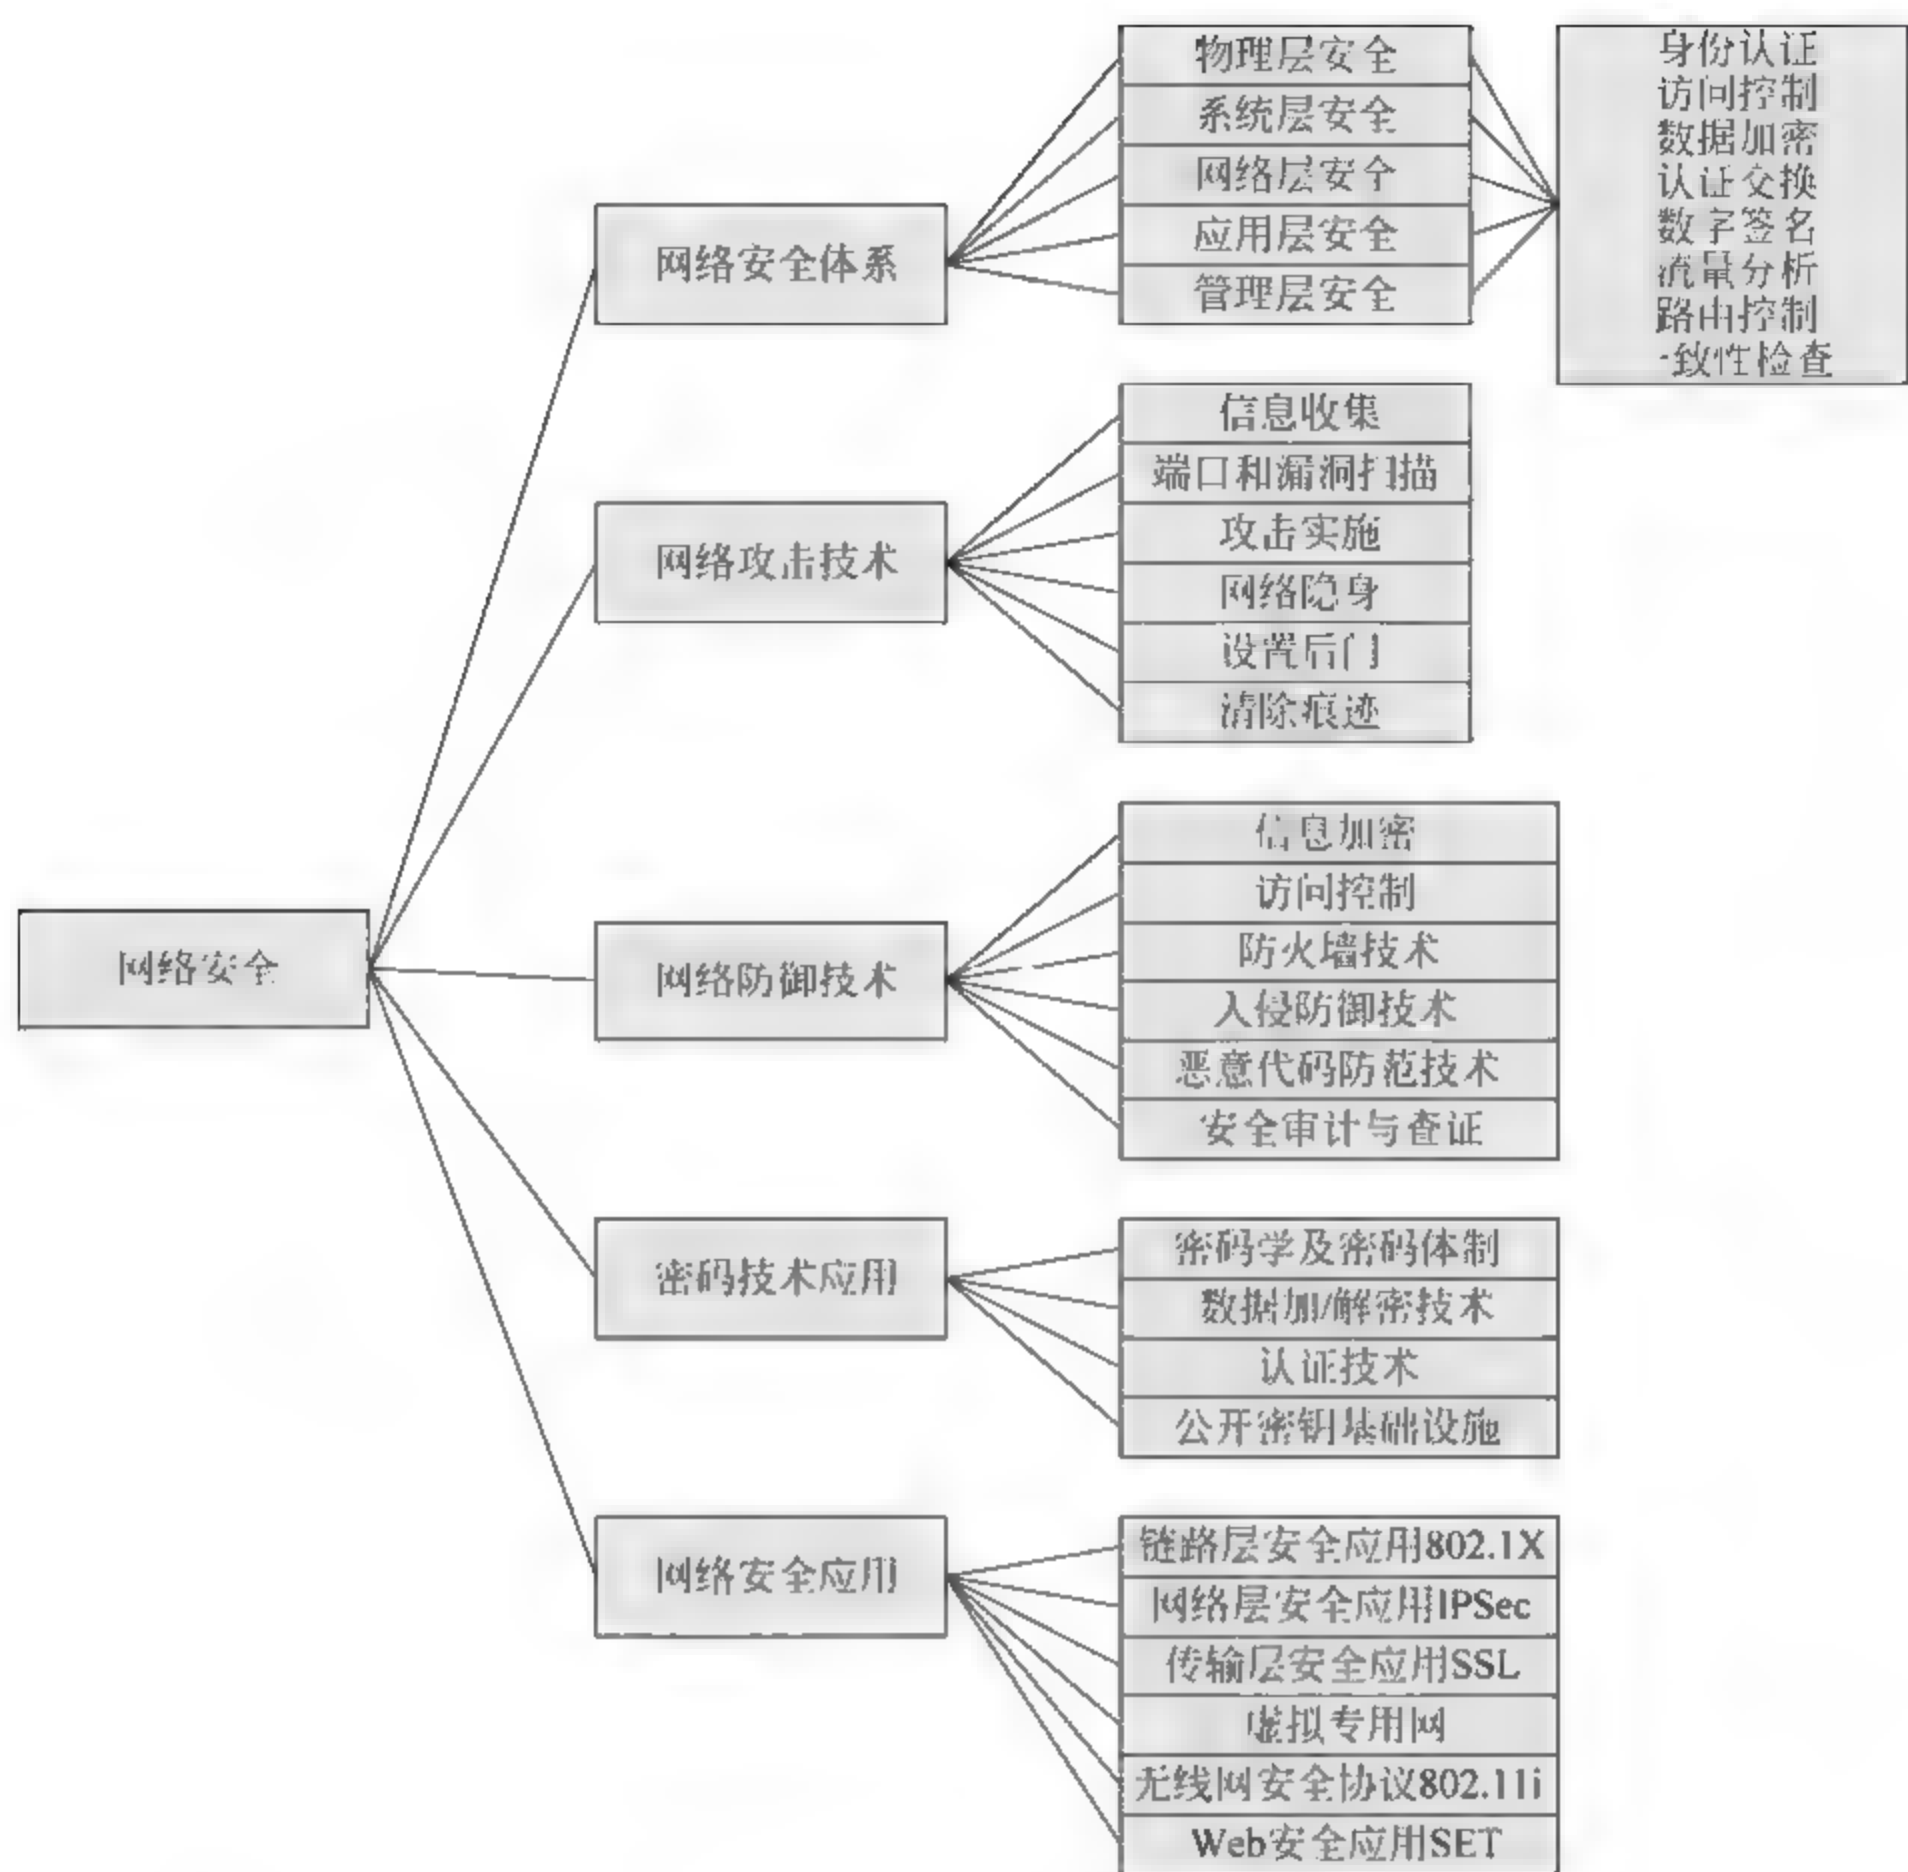 网络安全
网络安全体系
物理层安全
系统层安全
网络层安全
应用层安全
管理层安全
身份认证
访问控制
数据加密
认证交换
数字签名
流量分析
路由控制
一致性检查
网络攻击技术
信息收集
端口和漏洞扫描
攻击实施
网络隐身
设置后门
清除痕迹
网络防御技术
信息加密
访问控制
防火墙技术
入侵防御技术
恶意代码防范技术
安全审计与查证
密码技术应用
密码学及密码体制
数据加/解密技术
认证技术
公开密钥基础设施
网络安全应用
链路层安全应用802.1X
网络层安全应用IPSec
传输层安全应用SSL
虚拟专用网
无线网安全协议802.11i
Web安全应用SET